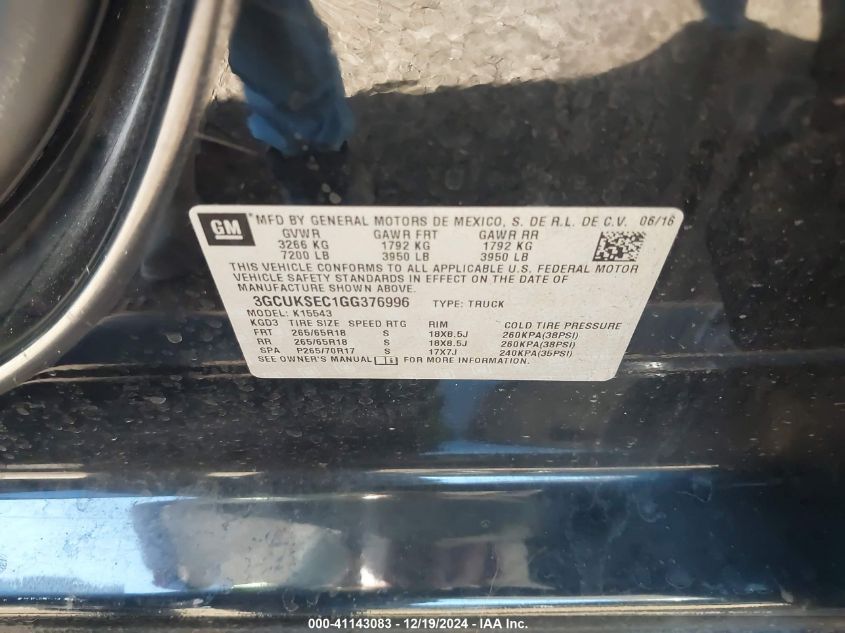 GM MFD BY GENERAL MOTORS DE MEXICO, S. DE R.L. DE C.V. 06/16
GVWR GAWR FRT GAWR RR
3266 KG 1792 KG 1792 KG
7200 LB 3950 LB 3950 LB
THIS VEHICLE CONFORMS TO ALL APPLICABLE U.S. FEDERAL MOTOR
VEHICLE SAFETY STANDARDS IN EFFECT ON THE DATE OF
MANUFACTURE SHOWN ABOVE.
3GCUKSEC1GG376996 TYPE: TRUCK
MODEL: K15543
KGD3 TIRE SIZE SPEED RTG RIM COLD TIRE PRESSURE
FRT 265/65R18 S 18X8.5J 260KPA(38PSI)
RR 265/65R18 S 18X8.5J 260KPA(38PSI)
SPA P265/70R17 S 17X7J 240KPA(35PSI)
SEE OWNER'S MANUAL FOR MORE INFORMATION.
000-41143083 - 12/19/2024 - IAA Inc.